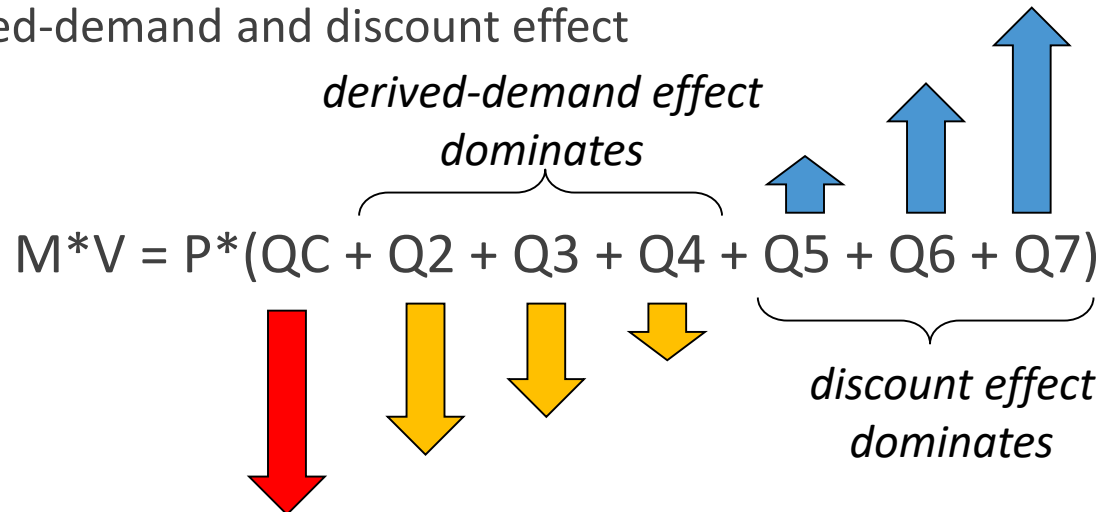 ed-demand and discount effect
derived-demand effect
dominates
M*V = P*(QC + Q2 + Q3 + Q4 + Q5 + Q6 + Q7)
discount effect
dominates